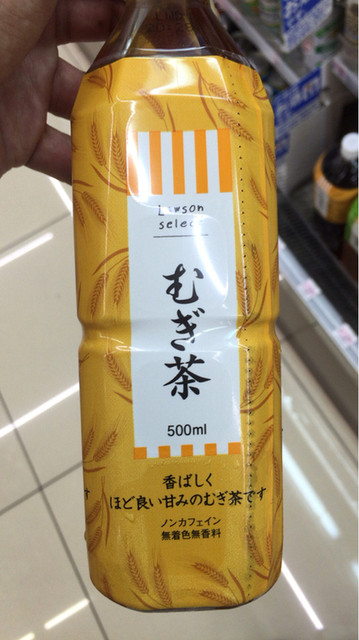 Lawson
select
むぎ茶
500ml
香ばしく
ほど良い甘みのむぎ茶です
ノンカフェイン
無着色無香料
す